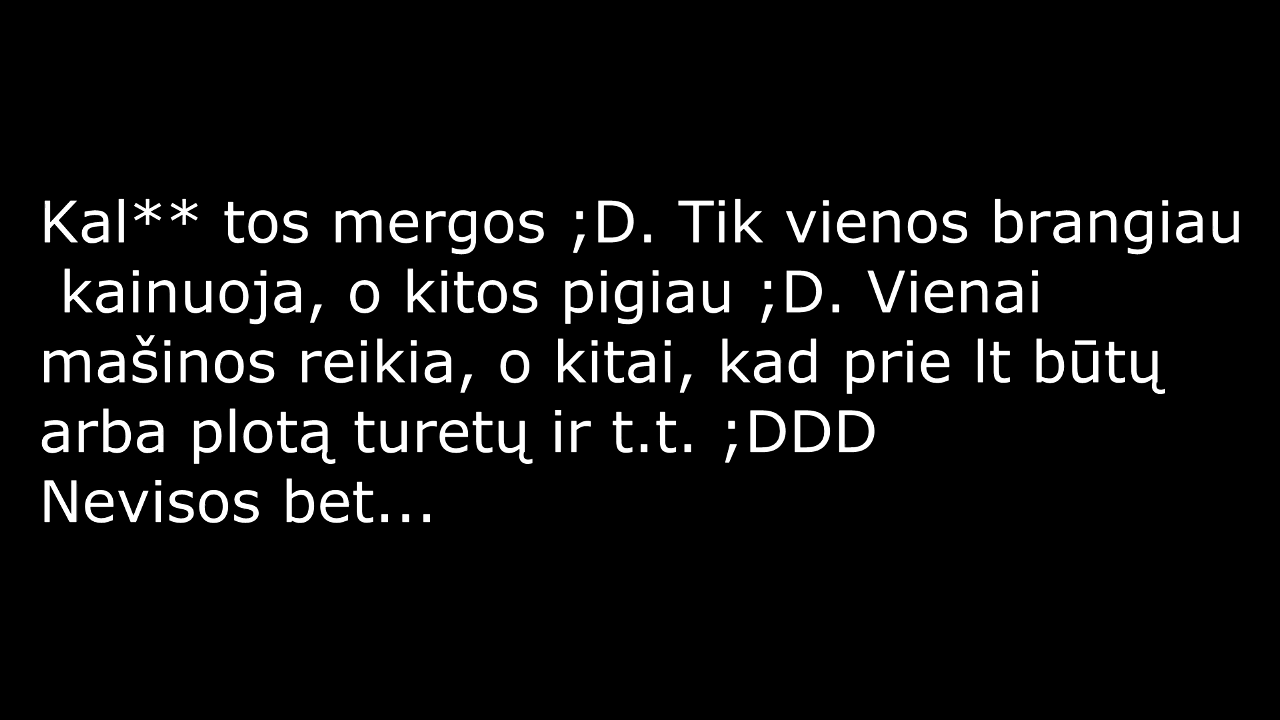 Kal** tos mergos ;D. Tik vienos brangiau
kainuoja, o kitos pigiau ;D. Vienai
mašinos reikia, o kitai, kad prie lt būtų
arba plotą turetų ir t.t. ;DDD
Nevisos bet...